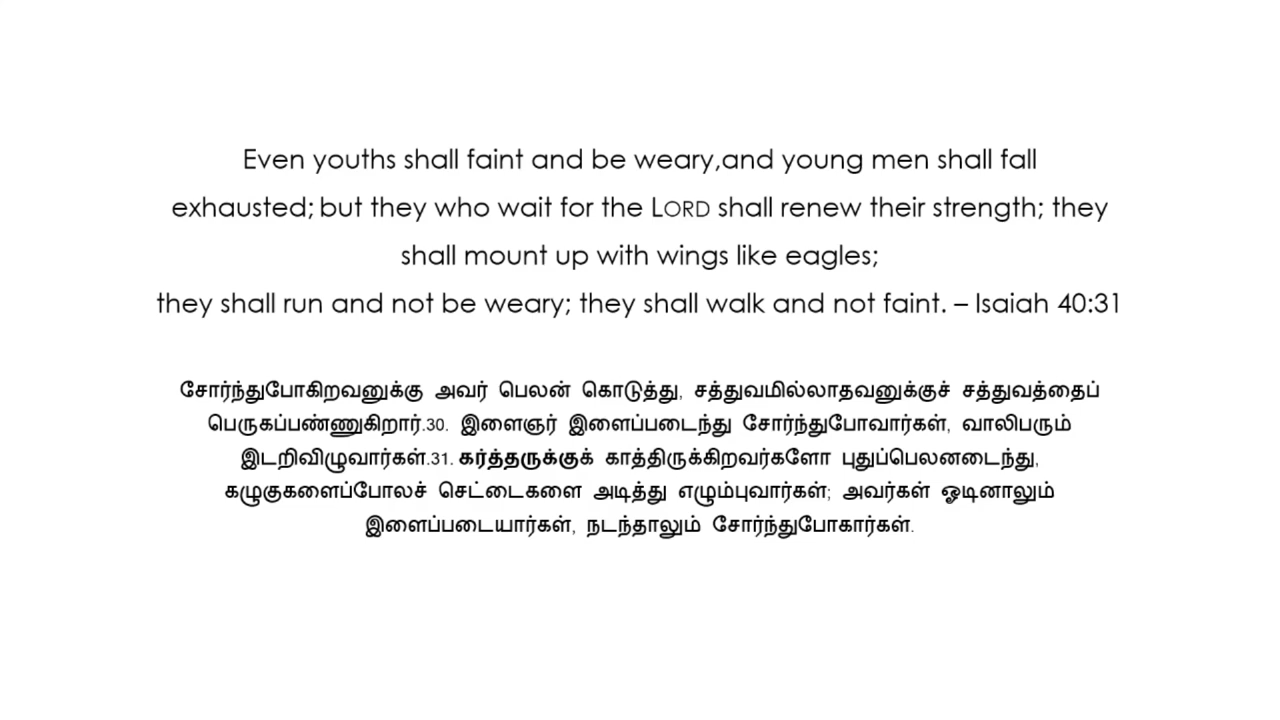 Even youths shall faint and be weary,and young men shall fall
exhausted; but they who wait for the LORD shall renew their strength; they
shall mount up with wings like eagles;
they shall run and not be weary; they shall walk and not faint. – Isaiah 40:31
சோர்ந்துபோகிறவனுக்கு அவர் பெலன் கொடுத்து, சத்துவமில்லாதவனுக்குச் சத்துவத்தைப்
பெருகப்பண்ணுகிறார்.30. இளைஞர் இளைப்படைந்து சோர்ந்துபோவார்கள், வாலிபரும்
இடறிவிழுவார்கள்.31. கர்த்தருக்குக் காத்திருக்கிறவர்களோ புதுப்பெலனடைந்து,
கழுகுகளைப்போலச் செட்டைகளை அடித்து எழும்புவார்கள்; அவர்கள் ஓடினாலும்
இளைப்படையார்கள், நடந்தாலும் சோர்ந்துபோகார்கள்.